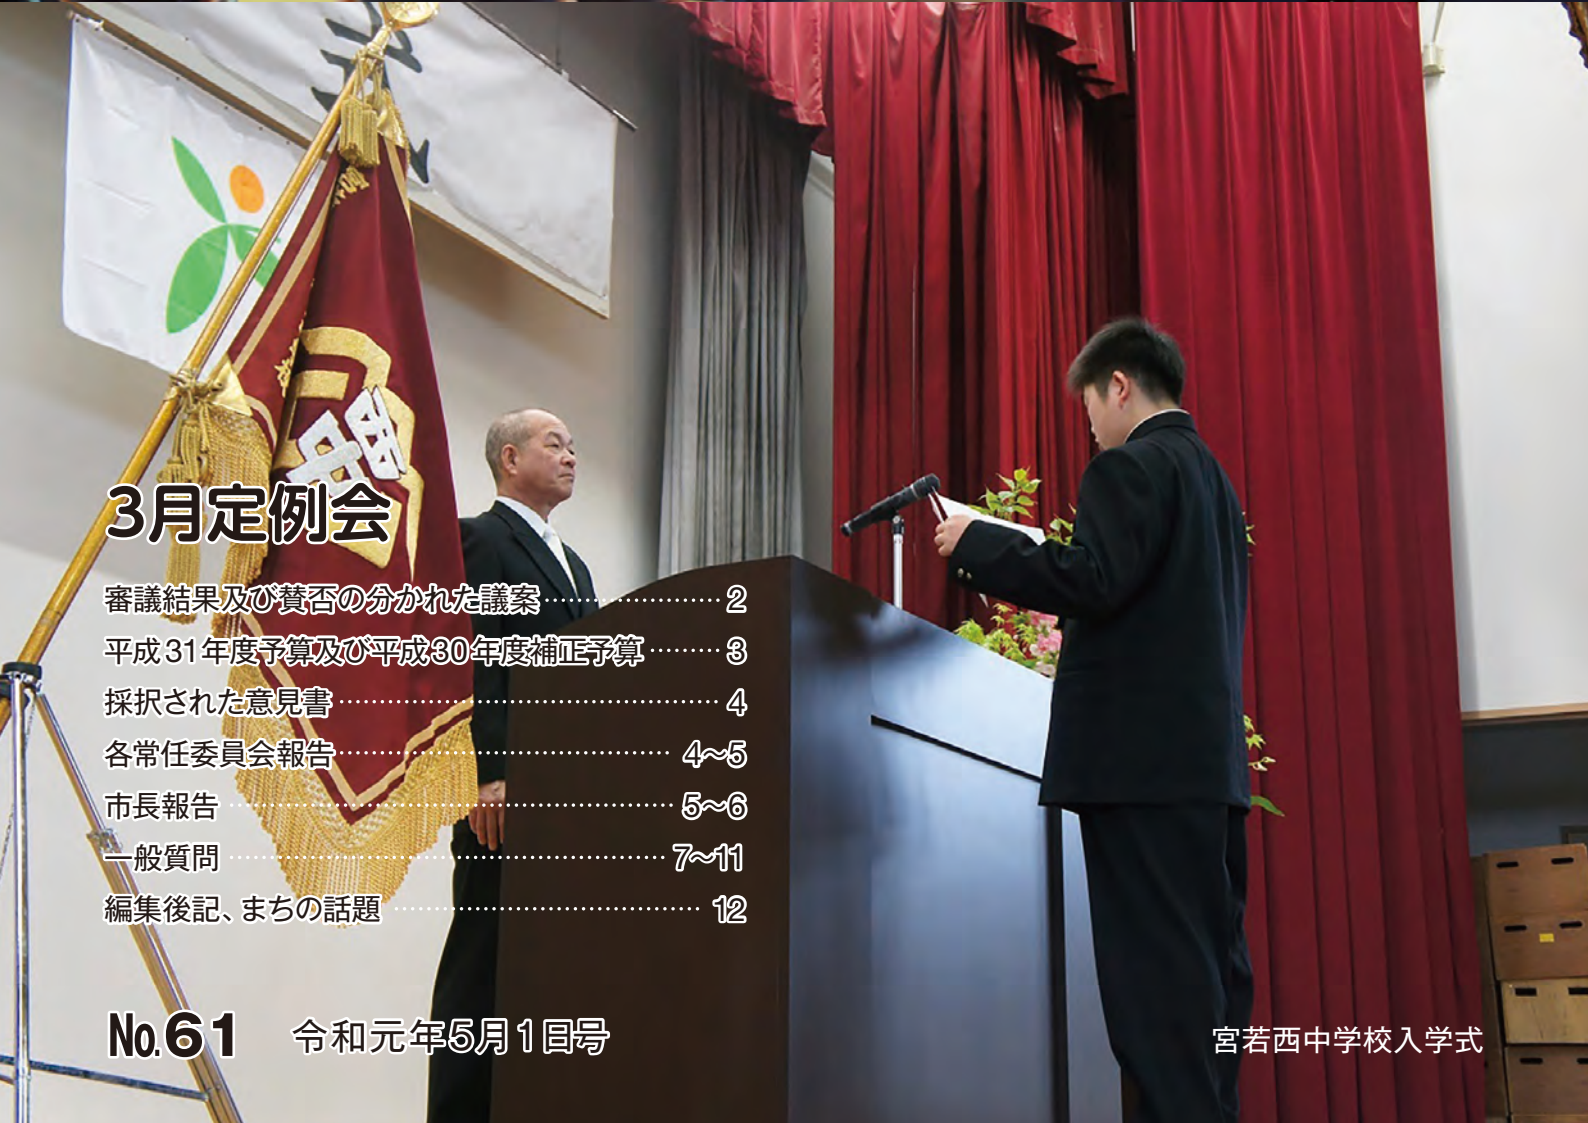 3月定例会
審議結果及び賛否の分かれた議案…………………… 2
平成31年度予算及び平成30年度補正予算……… 3
採択された意見書…………………………………… 4
各常任委員会報告……………………………… 4〜5
市長報告………………………………………… 5〜6
一般質問………………………………………… 7〜11
編集後記、まちの話題…………………………… 12
No.61 令和元年5月1日号
宮若西中学校入学式
西中